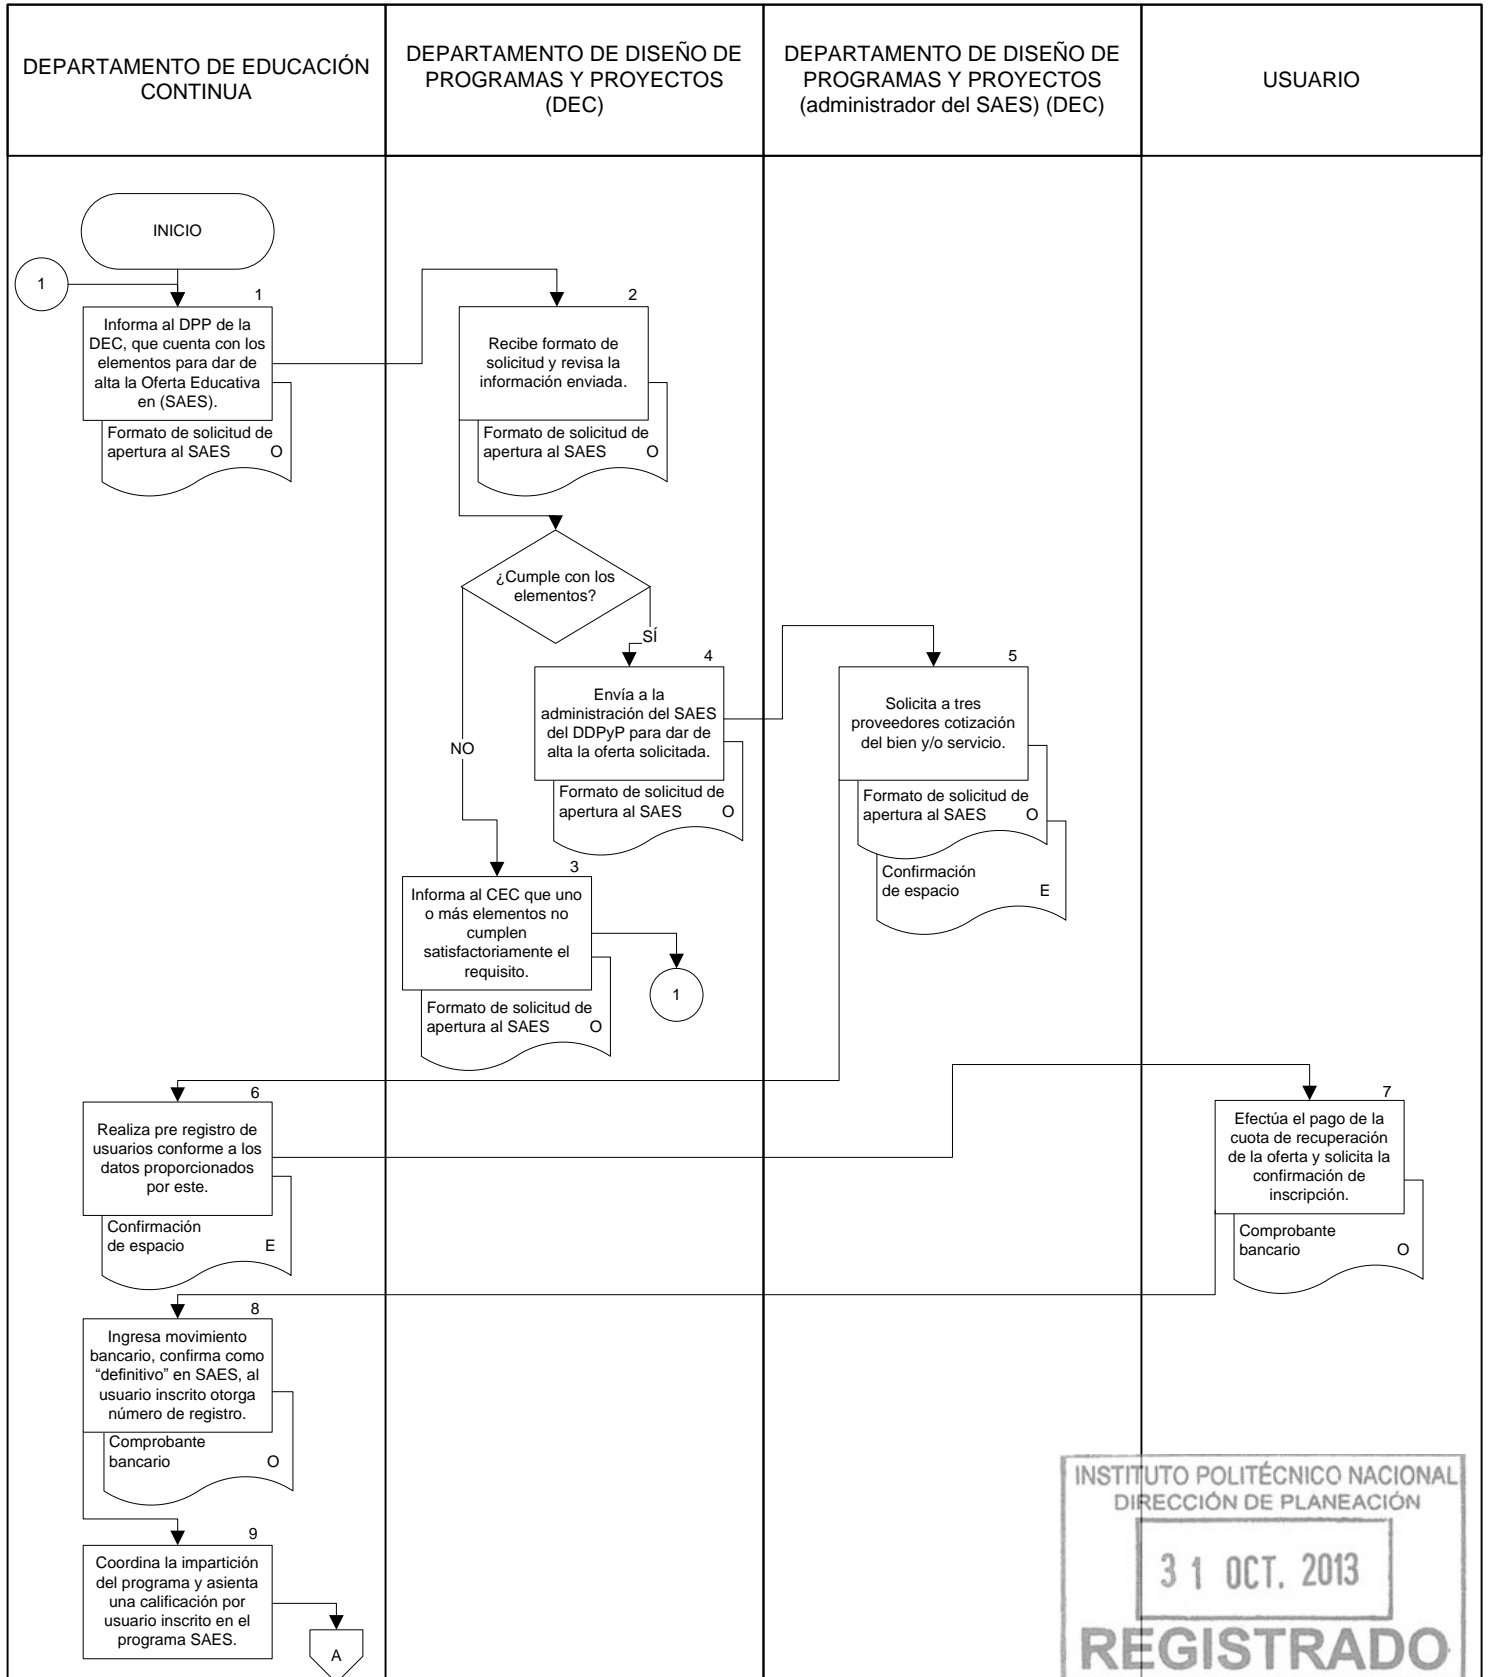 DEPARTAMENTO DE EDUCACIÓN
CONTINUA
DEPARTAMENTO DE DISEÑO DE
PROGRAMAS Y PROYECTOS
(DEC)
DEPARTAMENTO DE DISEÑO DE
PROGRAMAS Y PROYECTOS
(administrador del SAES) (DEC)
USUARIO
INICIO
1
1
Informa al DPP de la
DEC, que cuenta con los
elementos para dar de
alta la Oferta Educativa
en (SAES).
Formato de solicitud de
apertura al SAES O
2
Recibe formato de
solicitud y revisa la
información enviada.
Formato de solicitud de
apertura al SAES O
¿Cumple con los
elementos?
SÍ
NO
4
Envía a la
administración del SAES
del DDPyP para dar de
alta la oferta solicitada.
Formato de solicitud de
apertura al SAES O
5
Solicita a tres
proveedores cotización
del bien y/o servicio.
Formato de solicitud de
apertura al SAES O
Confirmación
de espacio E
3
Informa al CEC que uno
o más elementos no
cumplen
satisfactoriamente el
requisito.
Formato de solicitud de
apertura al SAES O
1
6
Realiza pre registro de
usuarios conforme a los
datos proporcionados
por este.
Confirmación
de espacio E
7
Efectúa el pago de la
cuota de recuperación
de la oferta y solicita la
confirmación de
inscripción.
Comprobante
bancario O
8
Ingresa movimiento
bancario, confirma como
“definitivo” en SAES, al
usuario inscrito otorga
número de registro.
Comprobante
bancario O
9
Coordina la impartición
del programa y asienta
una calificación por
usuario inscrito en el
programa SAES.
A
INSTITUTO POLITÉCNICO NACIONAL
DIRECCIÓN DE PLANEACIÓN
31 OCT. 2013
REGISTRADO